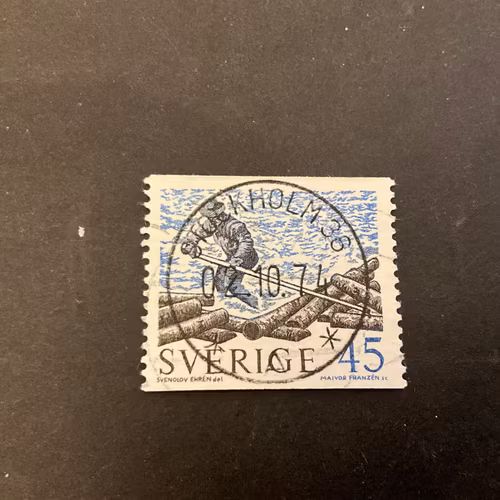 STOCKHOLM 36
02.10.74
SVERIGE 45
SVENOLOV EHRÉN del. MAJVOR FRANZÉN sc.